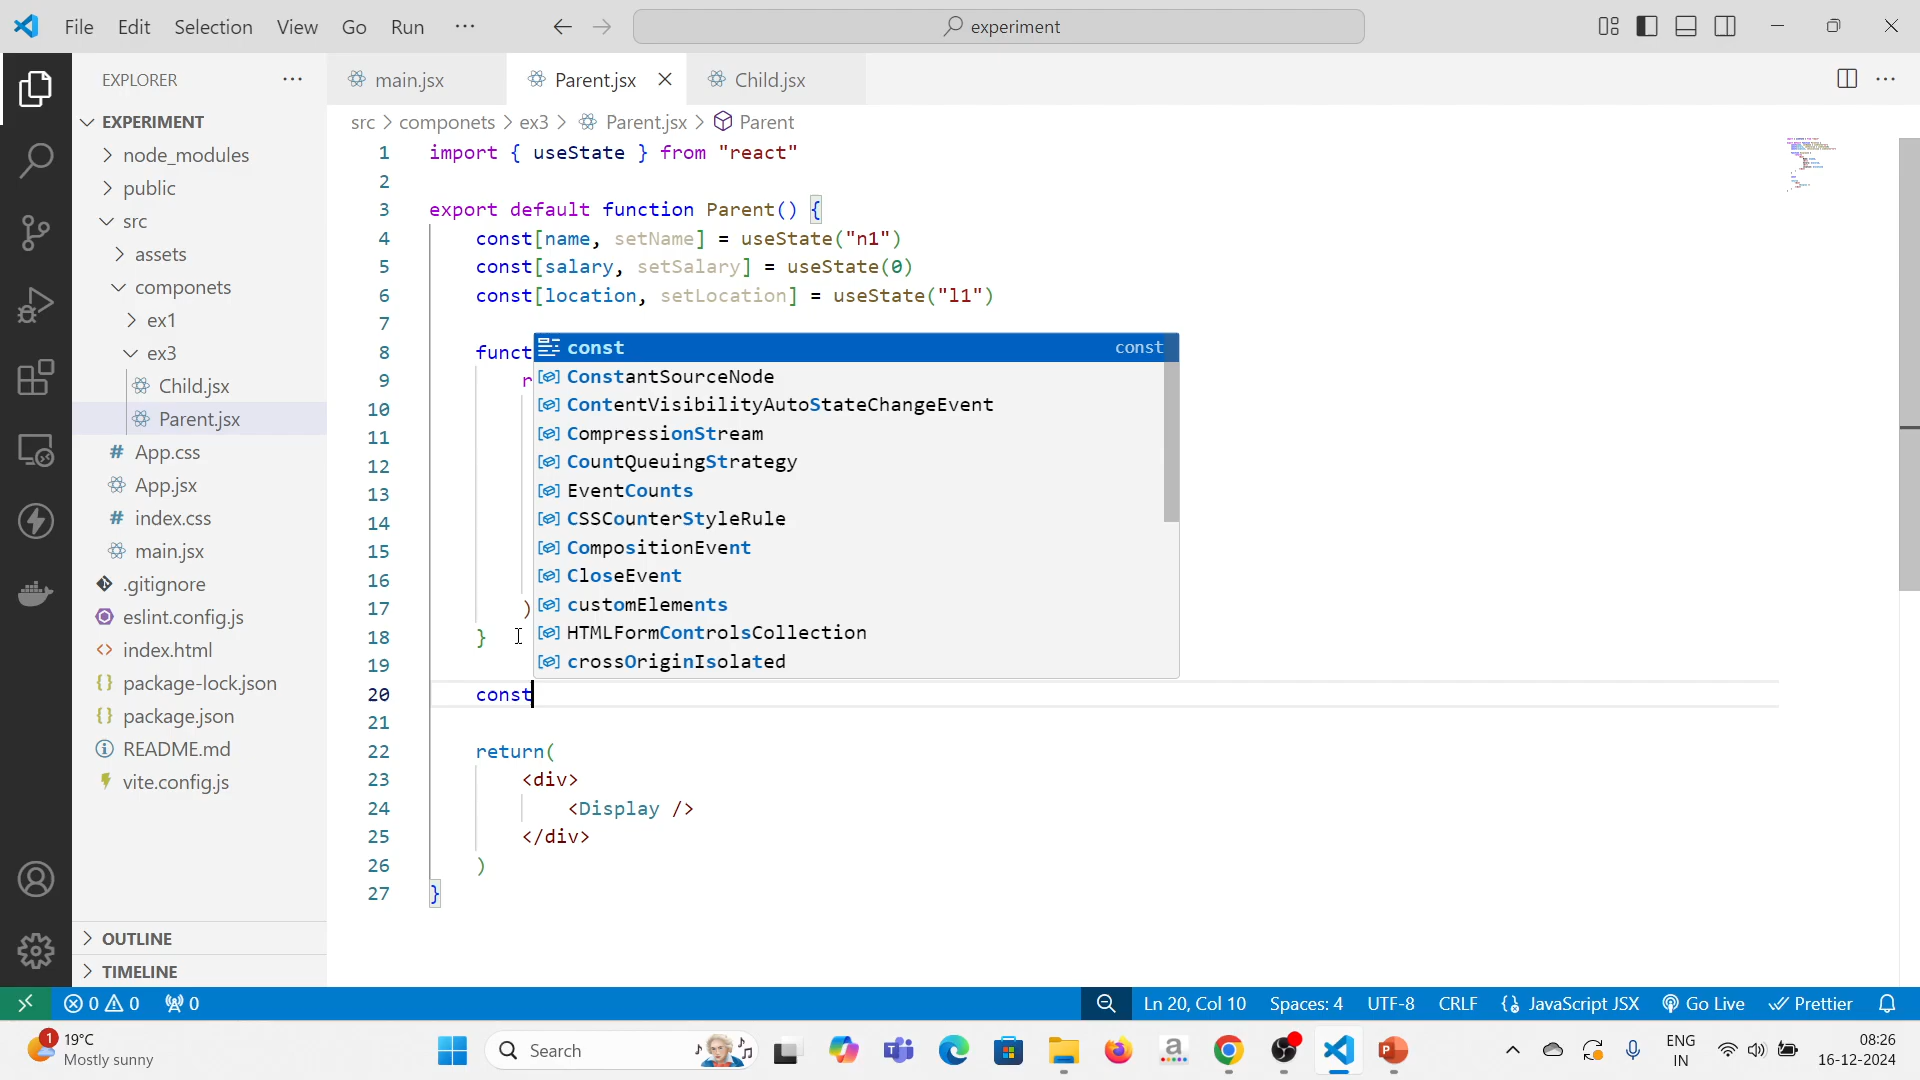 File Edit Selection View Go Run ···
experiment
EXPLORER
main.jsx
Parent.jsx
Child.jsx
src > componets > ex3 > Parent.jsx > Parent
EXPERIMENT
node_modules
public
src
assets
componets
ex1
ex3
Child.jsx
Parent.jsx
App.css
App.jsx
index.css
main.jsx
.gitignore
eslint.config.js
index.html
package-lock.json
package.json
README.md
vite.config.js
OUTLINE
TIMELINE
1 import { useState } from "react"
2
3 export default function Parent() {
4 const[name, setName] = useState("n1")
5 const[salary, setSalary] = useState(0)
6 const[location, setLocation] = useState("l1")
7
8 funct
9 r
10
11
12
13
14
15
16
17 )
18 }
19
20 const
21
22 return(
23 <div>
24 <Display />
25 </div>
26 )
27 }
const const
ConstantSourceNode
ContentVisibilityAutoStateChangeEvent
CompressionStream
CountQueuingStrategy
EventCounts
CSSCounterStyleRule
CompositionEvent
CloseEvent
customElements
HTMLFormControlsCollection
crossOriginIsolated
0 0 0
Ln 20, Col 10 Spaces: 4 UTF-8 CRLF {} JavaScript JSX Go Live Prettier
1
19°C
Mostly sunny
Search
ENG
IN
08:26
16-12-2024